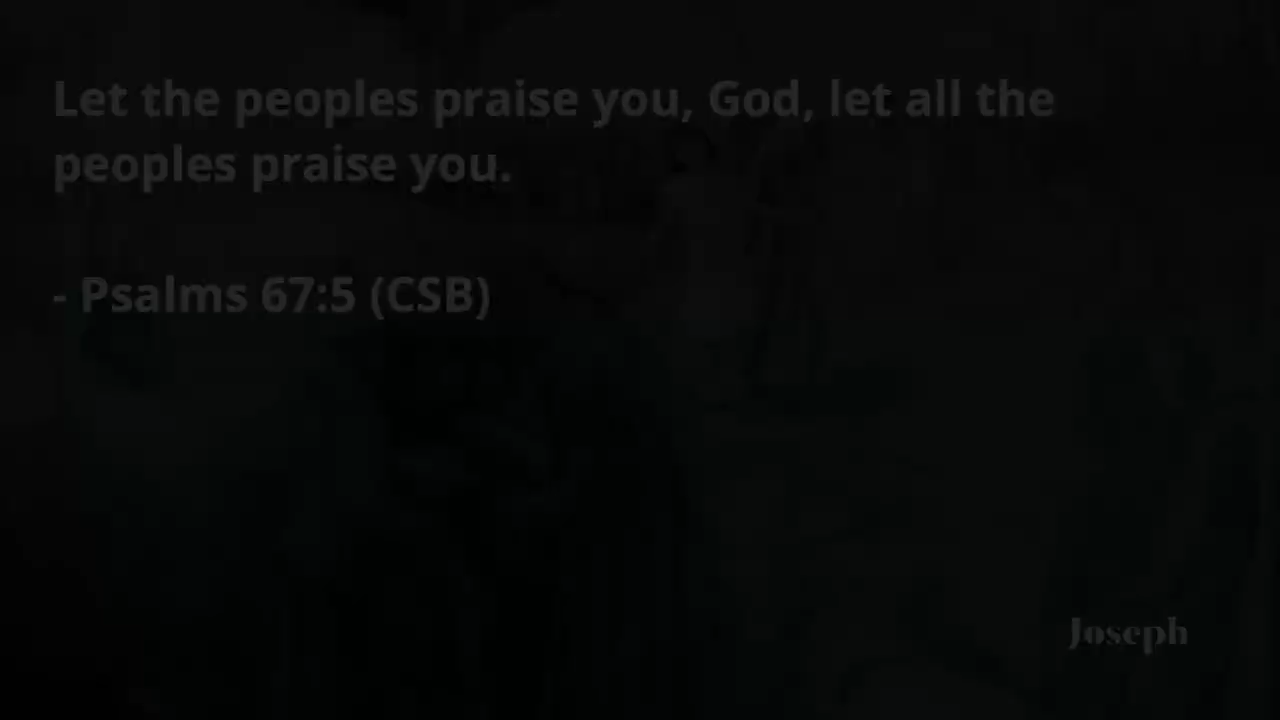 Let the peoples praise you, God, let all the
peoples praise you.
- Psalms 67:5 (CSB)
Joseph